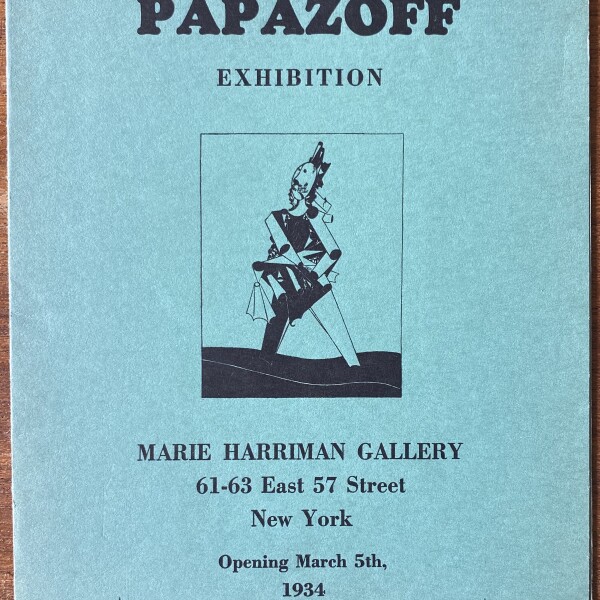 PAPAZOFF
EXHIBITION
MARIE HARRIMAN GALLERY
61-63 East 57 Street
New York
Opening March 5th,
1934